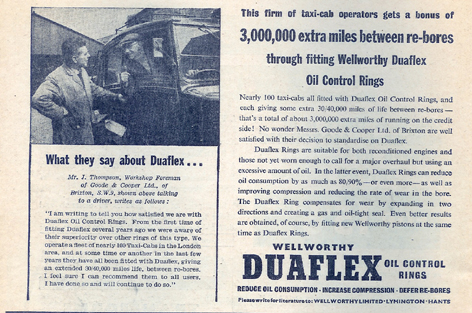 What they say about Duaflex...
Mr. J. Thompson, Workshop Foreman
of Goode & Cooper Ltd., of
Brixton, S.W.9, shown above talking
to a driver, writes as follows :
"I am writing to tell you how satisfied we are with
Duaflex Oil Control Rings. From the first time of
fitting Duaflex several years ago we were aware of
their superiority over other rings of this type. We
operate a fleet of nearly 100 Taxi-Cabs in the London
area, and at some time or another in the last few
years they have all been fitted with Duaflex, giving
an extended 30/40,000 miles life, between re-bores.
I feel sure I can recommend them to all users,
I have done so and will continue to do so."
This firm of taxi-cab operators gets a bonus of
3,000,000 extra miles between re-bores
through fitting Wellworthy Duaflex
Oil Control Rings
Nearly 100 taxi-cabs all fitted with Duaflex Oil Control Rings, and
each giving some extra 30/40,000 miles of life between re-bores —
that's a total of about 3,000,000 extra miles of running on the credit
side! No wonder Messrs. Goode & Cooper Ltd. of Brixton are well
satisfied with their decision to standardise on Duaflex.
Duaflex Rings are suitable for both reconditioned engines and
those not yet worn enough to call for a major overhaul but using an
excessive amount of oil. In the latter event, Duaflex Rings can reduce
oil consumption by as much as 80,90%—or even more—as well as
improving compression and reducing the rate of wear in the bore.
The Duaflex Ring compensates for wear by expanding in two
directions and creating a gas and oil-tight seal. Even better results
are obtained, of course, by fitting new Wellworthy pistons at the same
time as Duaflex Rings.
WELLWORTHY
DUAFLEX OIL CONTROL
RINGS
REDUCE OIL CONSUMPTION · INCREASE COMPRESSION · DEFER RE-BORES
Please write for literature to: WELLWORTHY LIMITED · LYMINGTON · HANTS